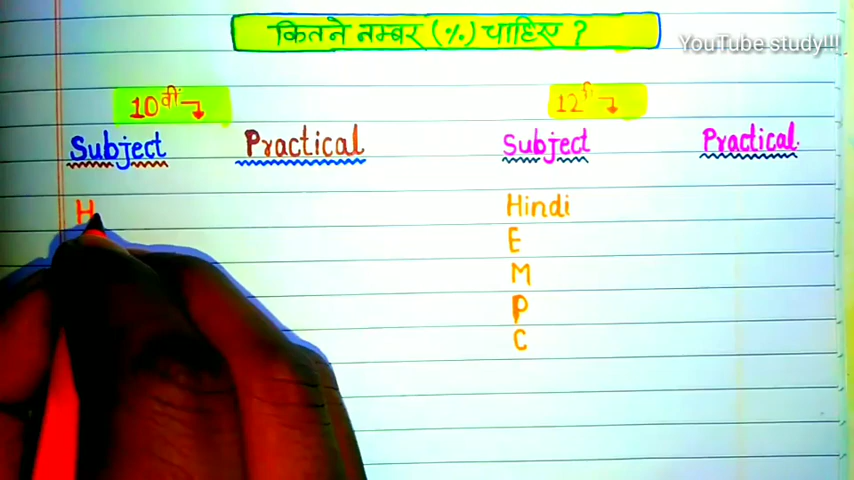 कितने नम्बर (%) चाहिए ?
YouTube study!!!
10वीं
12वीं
Subject Practical
Subject Practical
H
Hindi
E
M
P
C